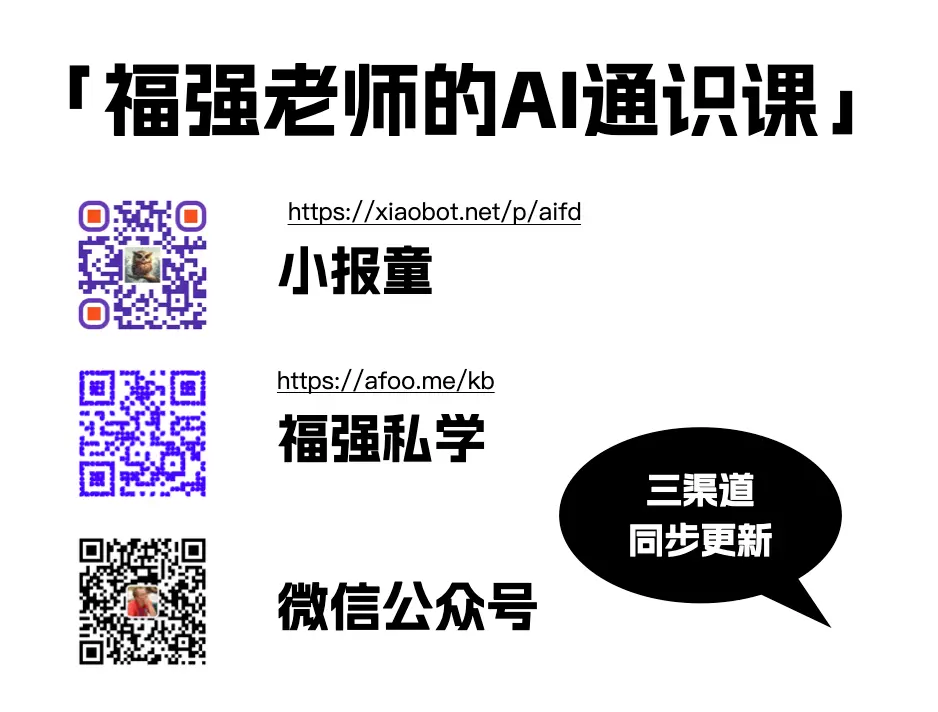 「福强老师的AI通识课」
https://xiaobot.net/p/aifd
小报童
https://afoo.me/kb
福强私学
三渠道
同步更新
微信公众号